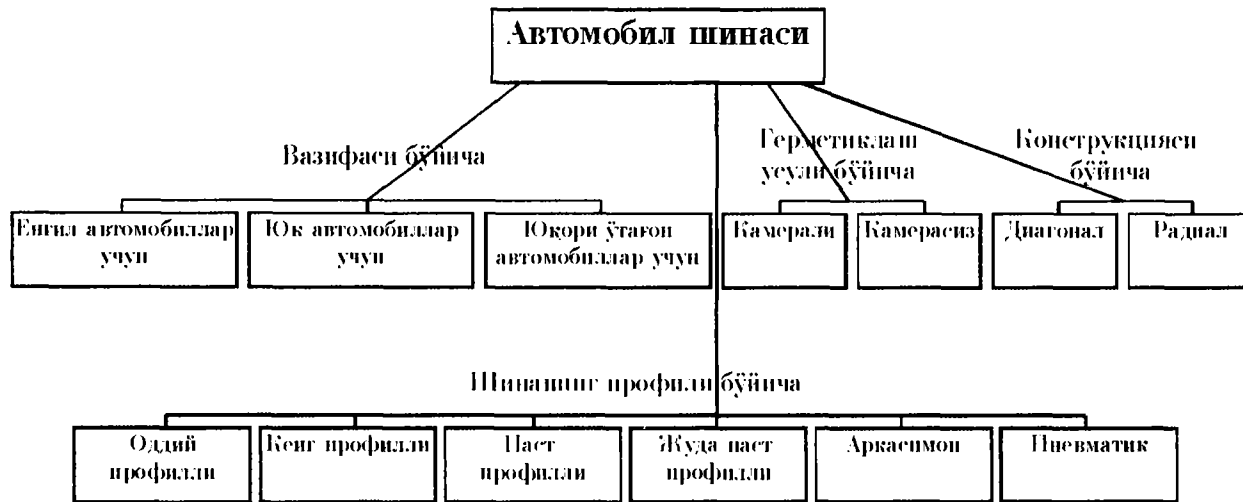 Автомобил шинаси
Вазифаси бўйича
Герметиклаш
усули бўйича
Конструкцияси
бўйича
Енгил автомобиллар
учун
Юк автомобиллар
учун
Юқори ўтағон
автомобиллар учун
Камерали
Камерасиз
Диагонал
Радиал
Шинанинг профили бўйича
Оддий
профилли
Кенг профилли
Паст
профилли
Жуда паст
профилли
Аркасимон
Пневматик